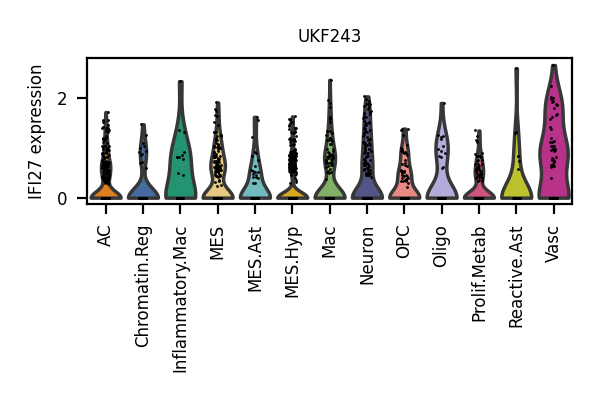 UKF243
IFI27 expression
2
0
AC
Chromatin.Reg
Inflammatory.Mac
MES
MES.Ast
MES.Hyp
Mac
Neuron
OPC
Oligo
Prolif.Metab
Reactive.Ast
Vasc